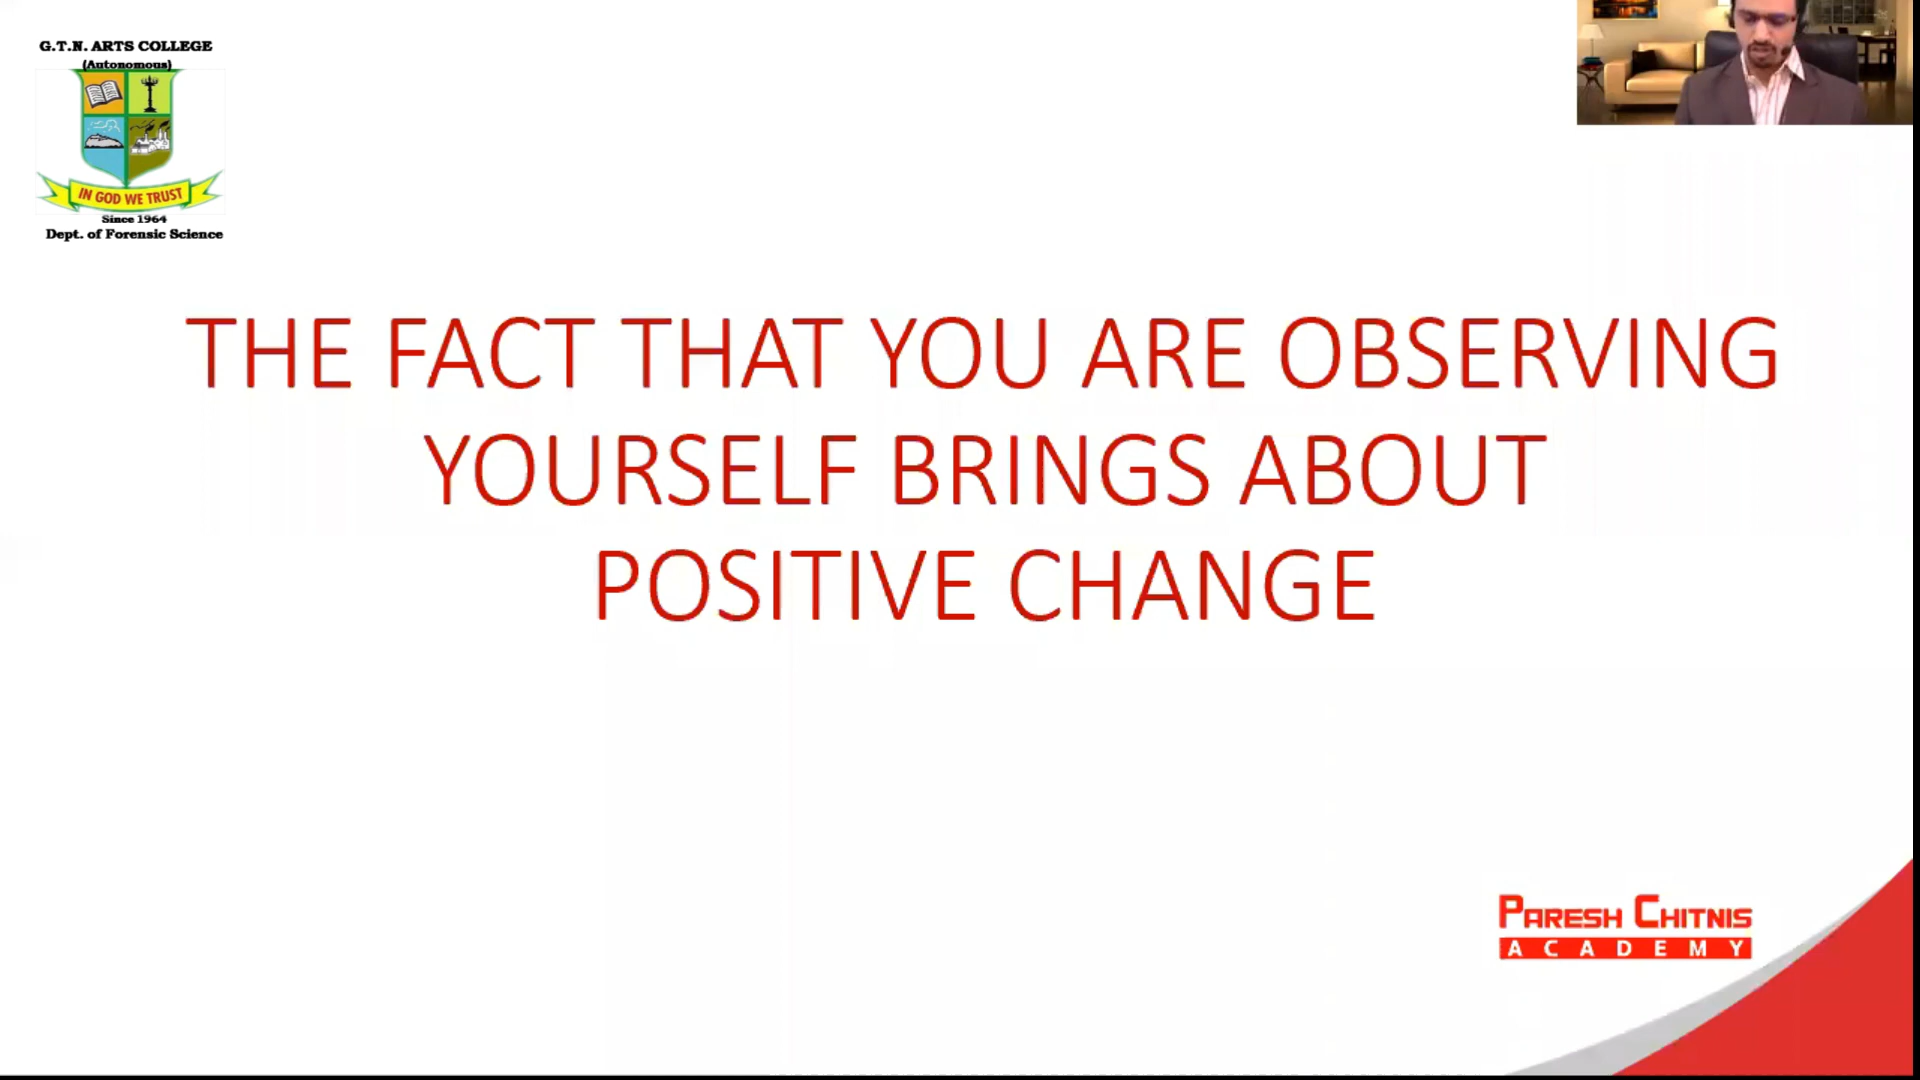 G.T.N. ARTS COLLEGE
(Autonomous)
IN GOD WE TRUST
Since 1964
Dept. of Forensic Science
THE FACT THAT YOU ARE OBSERVING
YOURSELF BRINGS ABOUT
POSITIVE CHANGE
PARESH CHITNIS
ACADEMY